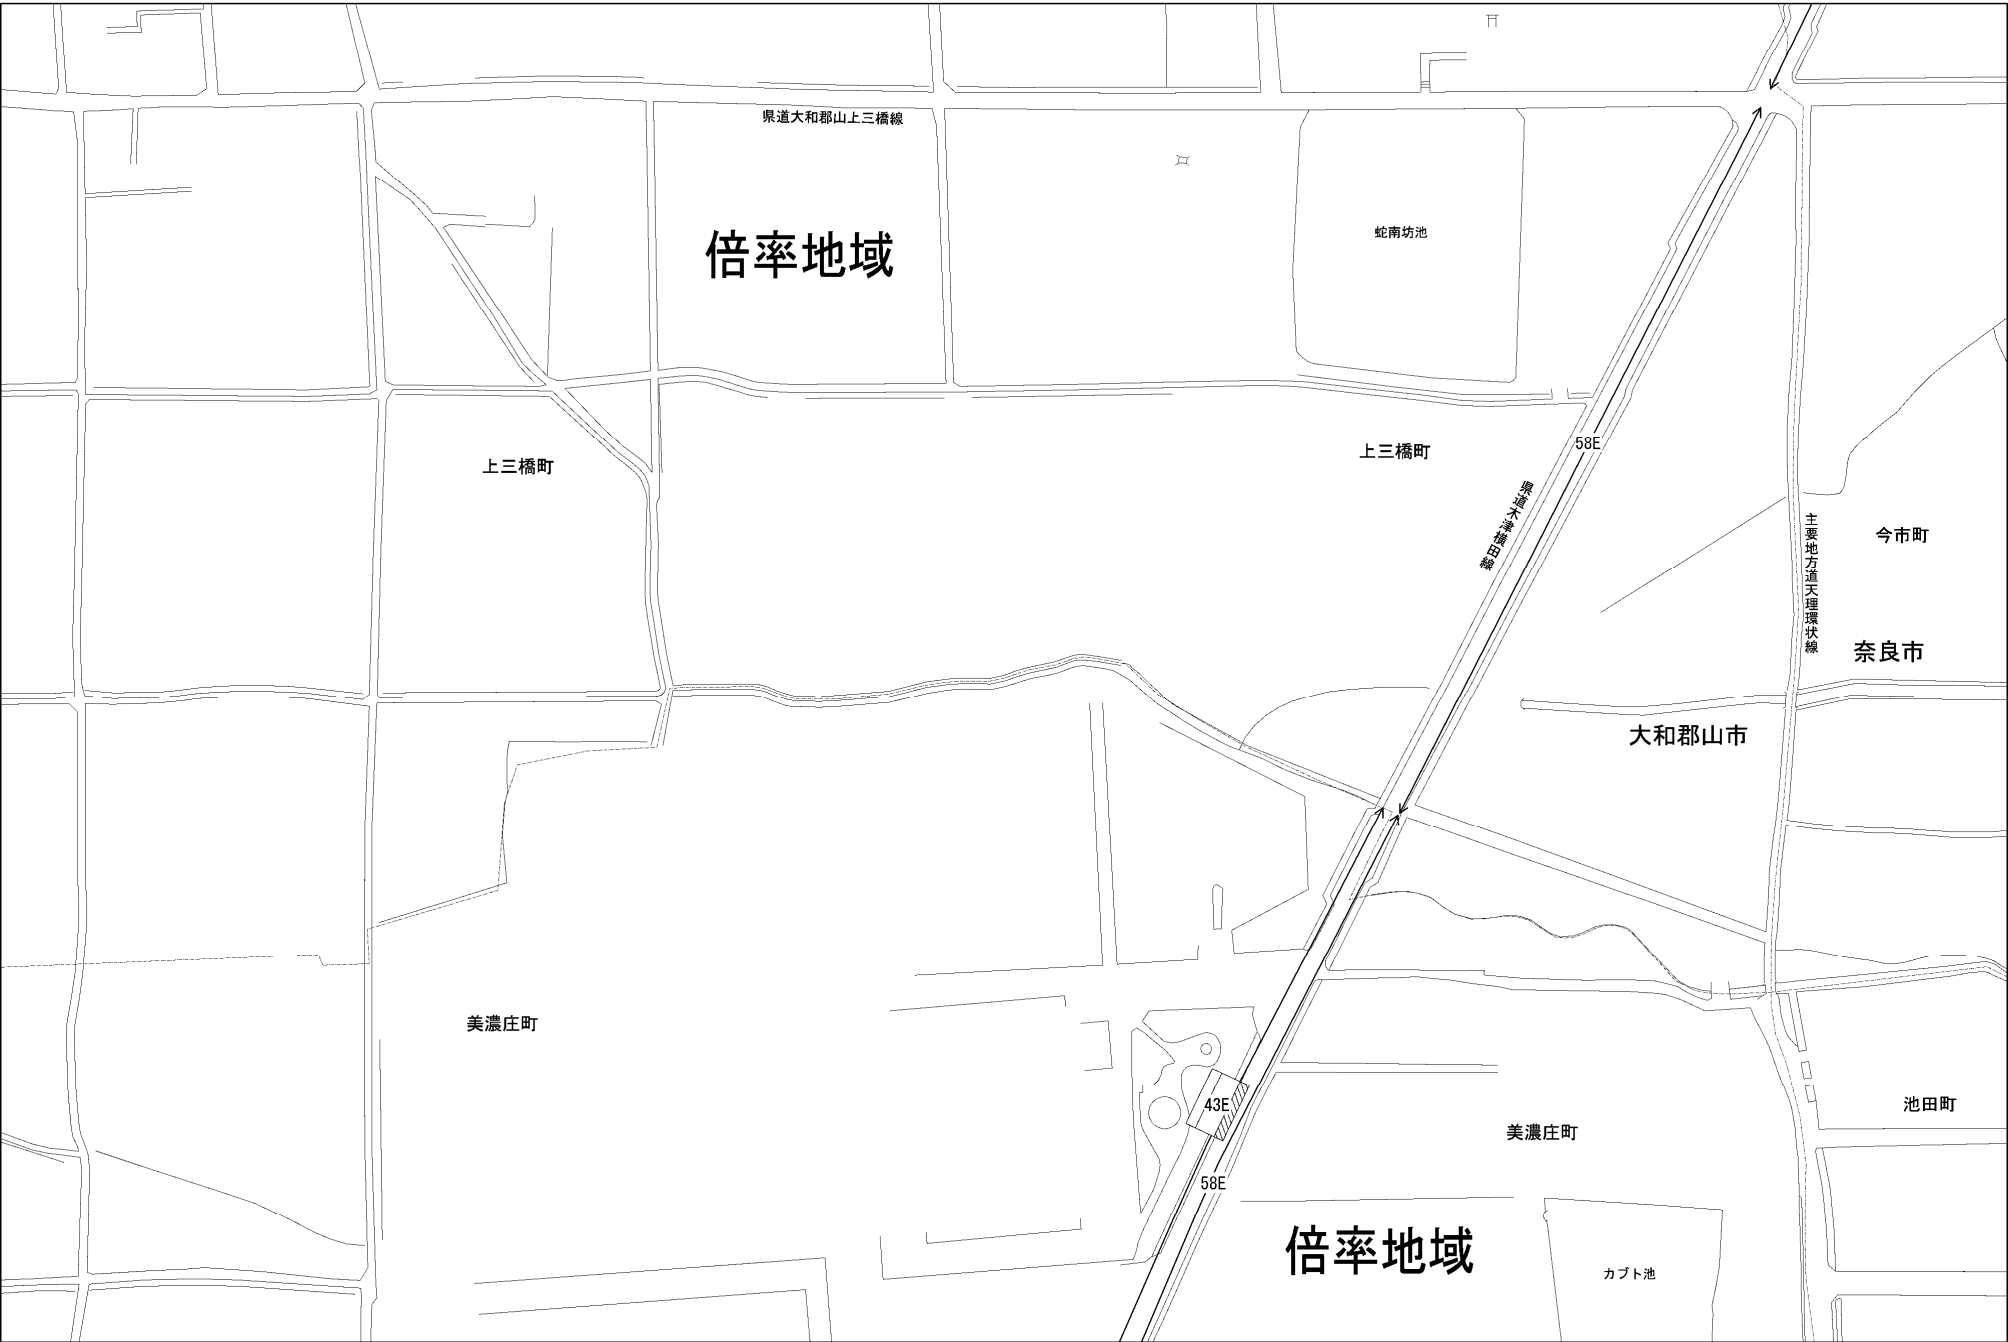 県道大和郡山上三橋線
倍率地域
蛇南坊池
58E
上三橋町
上三橋町
県道木津横田線
主要地方道天理環状線
今市町
奈良市
大和郡山市
美濃庄町
43E
池田町
美濃庄町
58E
倍率地域
カブト池